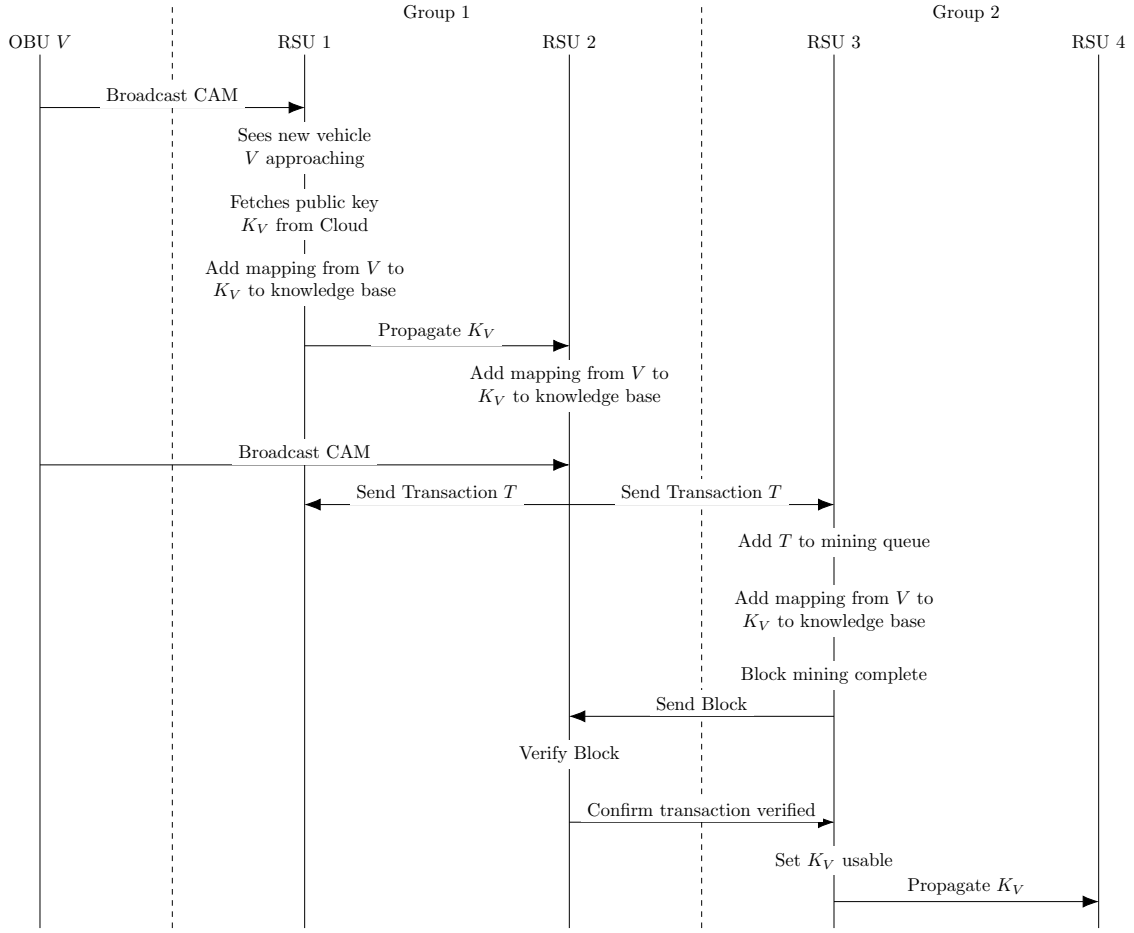 Group 1
Group 2
OBU V
RSU 1
RSU 2
RSU 3
RSU 4
Broadcast CAM
Sees new vehicle
V approaching
Fetches public key
K_V from Cloud
Add mapping from V to
K_V to knowledge base
Propagate K_V
Add mapping from V to
K_V to knowledge base
Broadcast CAM
Send Transaction T
Send Transaction T
Add T to mining queue
Add mapping from V to
K_V to knowledge base
Block mining complete
Send Block
Verify Block
Confirm transaction verified
Set K_V usable
Propagate K_V